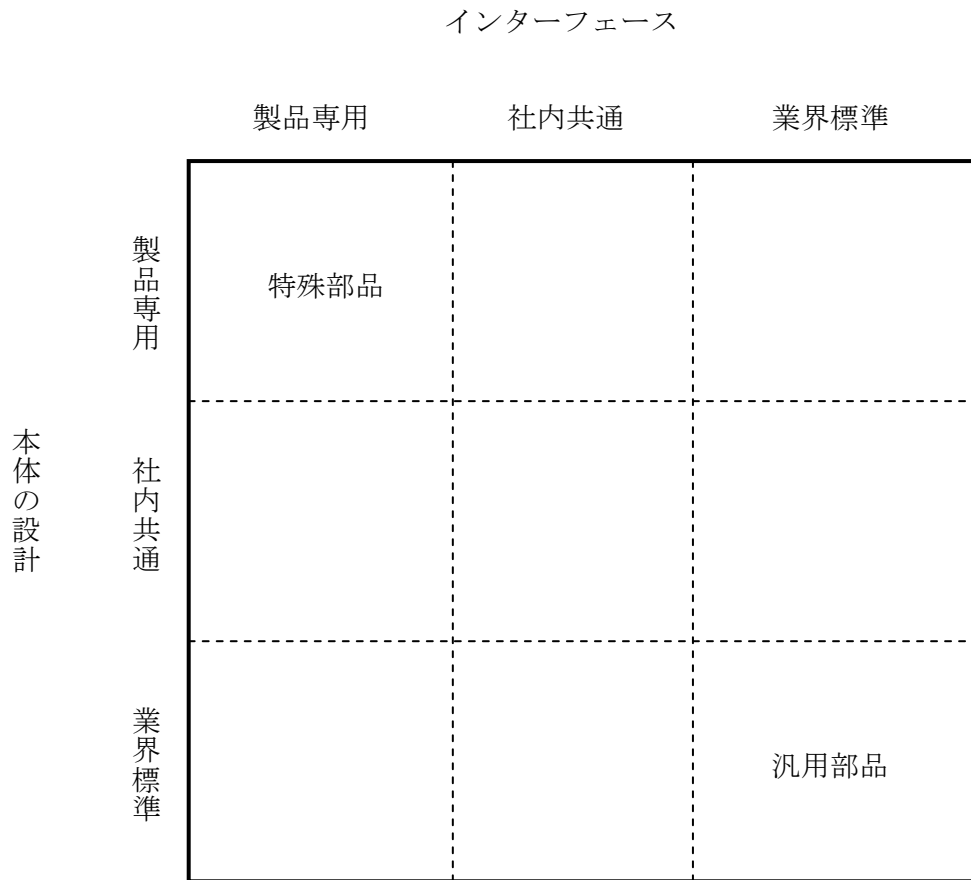 インターフェース
製品専用
社内共通
業界標準
本体の設計
製品専用
特殊部品
社内共通
業界標準
汎用部品